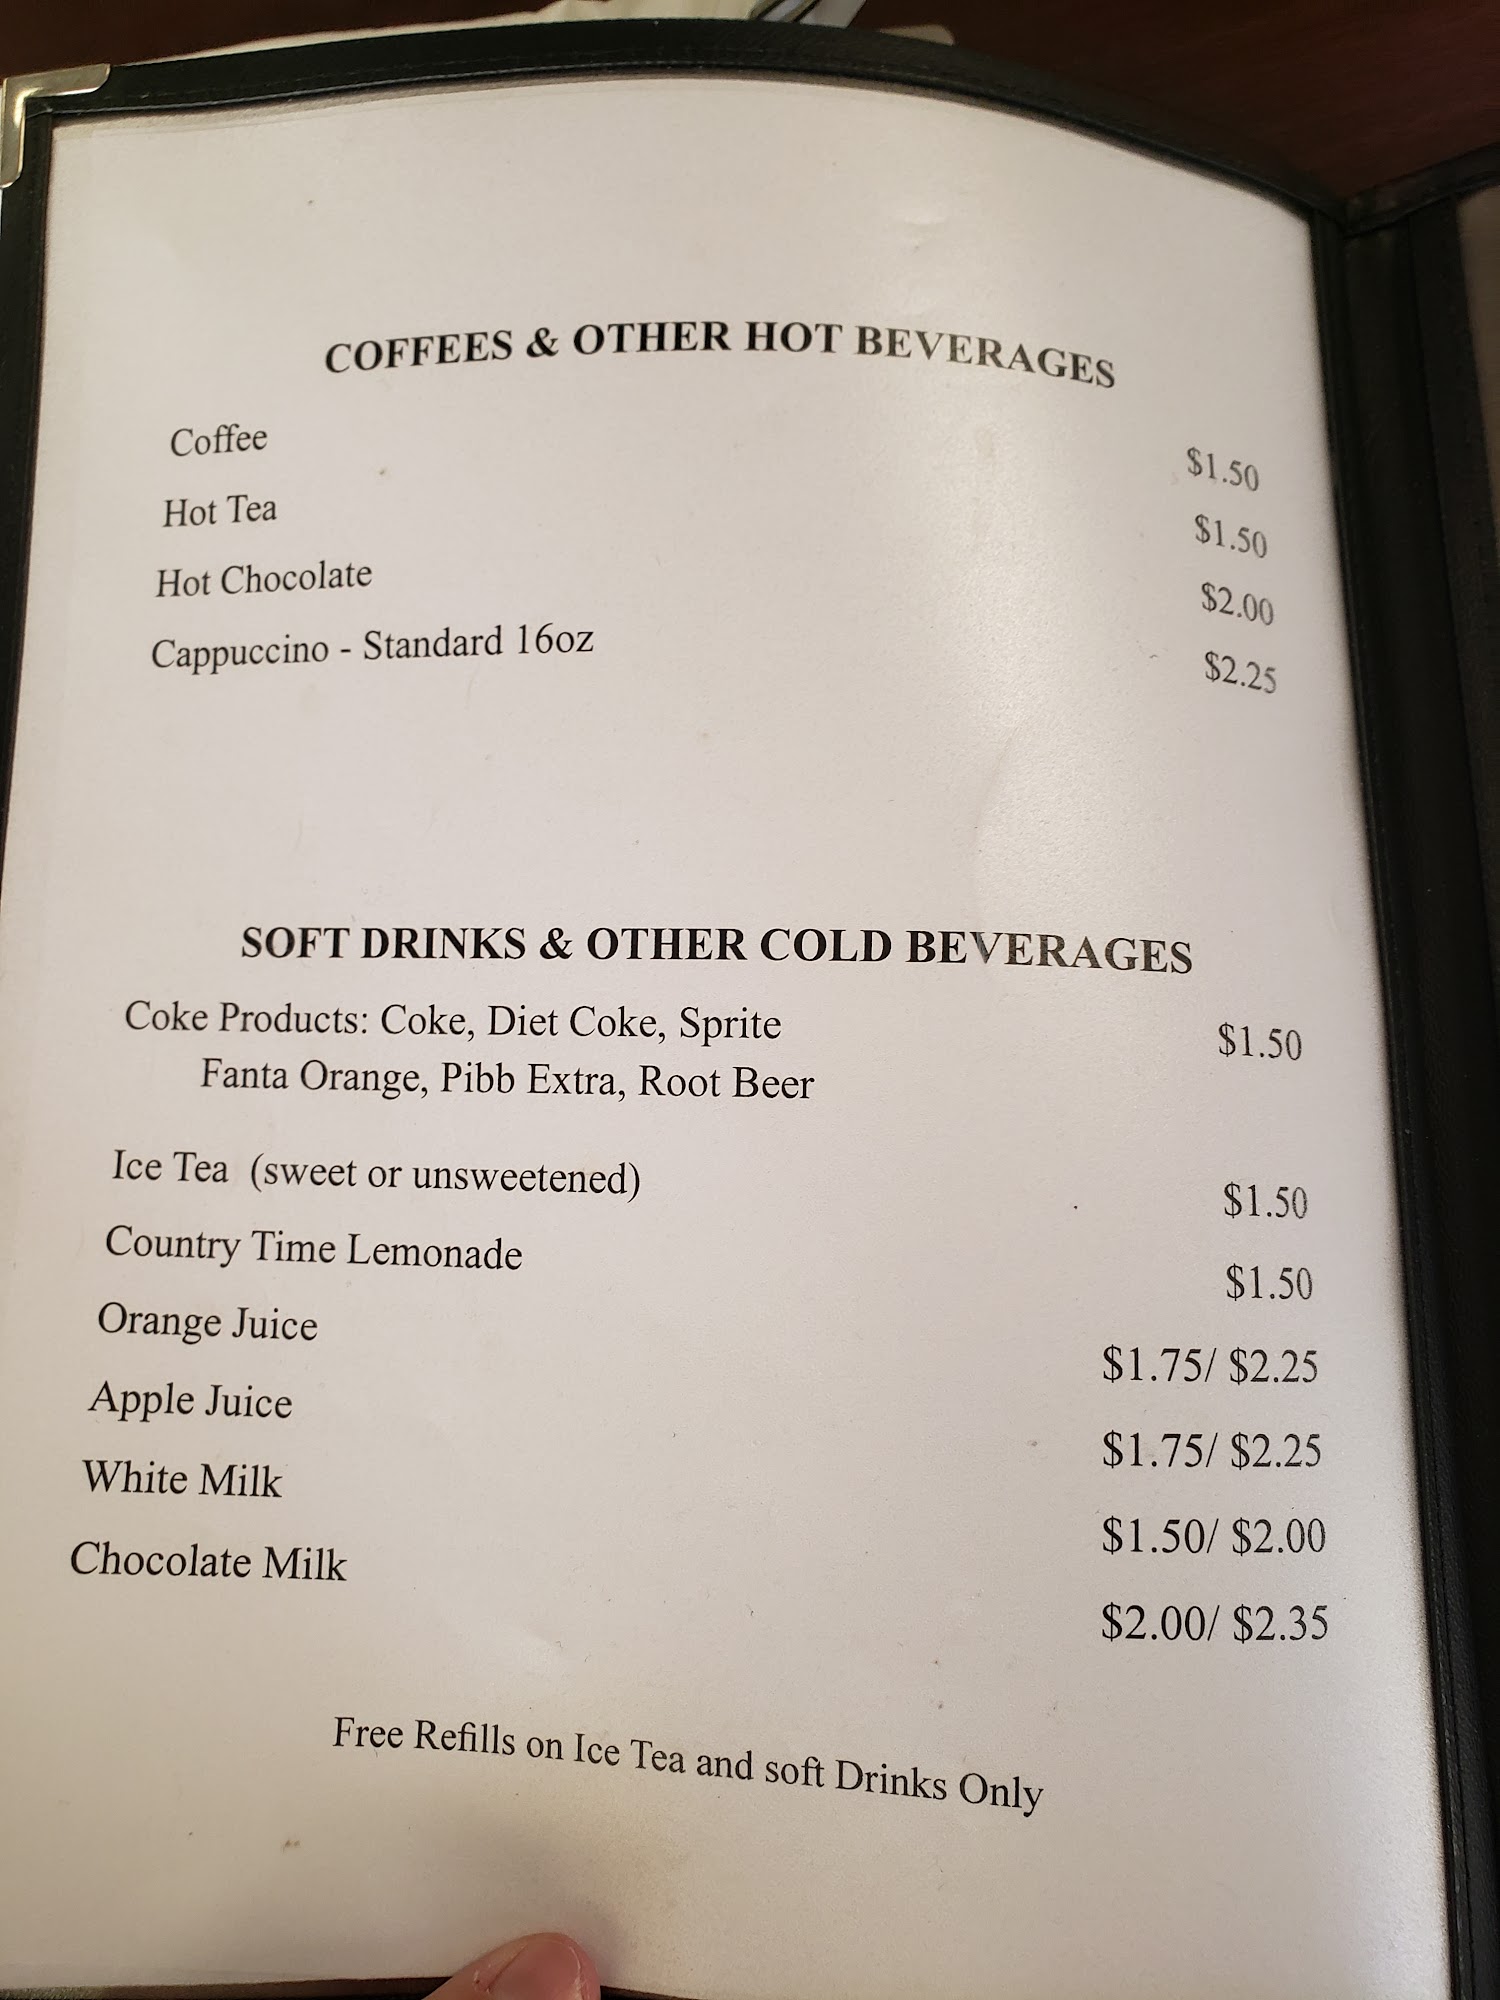 COFFEES & OTHER HOT BEVERAGES
Coffee $1.50
Hot Tea $1.50
Hot Chocolate $2.00
Cappuccino - Standard 16oz $2.25
SOFT DRINKS & OTHER COLD BEVERAGES
Coke Products: Coke, Diet Coke, Sprite $1.50
Fanta Orange, Pibb Extra, Root Beer
Ice Tea (sweet or unsweetened) $1.50
Country Time Lemonade $1.50
Orange Juice $1.75/ $2.25
Apple Juice $1.75/ $2.25
White Milk $1.50/ $2.00
Chocolate Milk $2.00/ $2.35
Free Refills on Ice Tea and soft Drinks Only